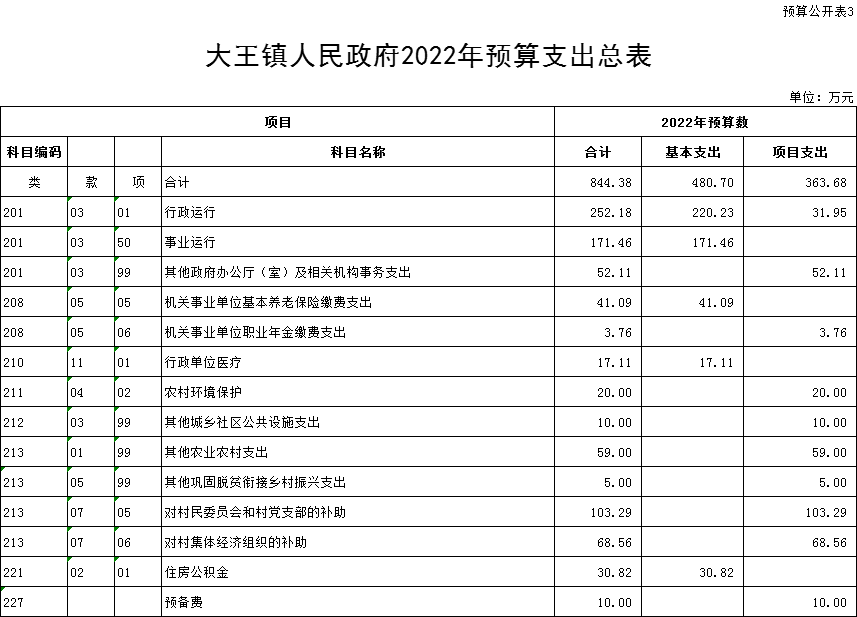 预算公开表3
大王镇人民政府2022年预算支出总表
单位：万元
项目 2022年预算数
科目编码 科目名称 合计 基本支出 项目支出
类 款 项 合计 844.38 480.70 363.68
201 03 01 行政运行 252.18 220.23 31.95
201 03 50 事业运行 171.46 171.46
201 03 99 其他政府办公厅（室）及相关机构事务支出 52.11 52.11
208 05 05 机关事业单位基本养老保险缴费支出 41.09 41.09
208 05 06 机关事业单位职业年金缴费支出 3.76 3.76
210 11 01 行政单位医疗 17.11 17.11
211 04 02 农村环境保护 20.00 20.00
212 03 99 其他城乡社区公共设施支出 10.00 10.00
213 01 99 其他农业农村支出 59.00 59.00
213 05 99 其他巩固脱贫衔接乡村振兴支出 5.00 5.00
213 07 05 对村民委员会和村党支部的补助 103.29 103.29
213 07 06 对村集体经济组织的补助 68.56 68.56
221 02 01 住房公积金 30.82 30.82
227 预备费 10.00 10.00